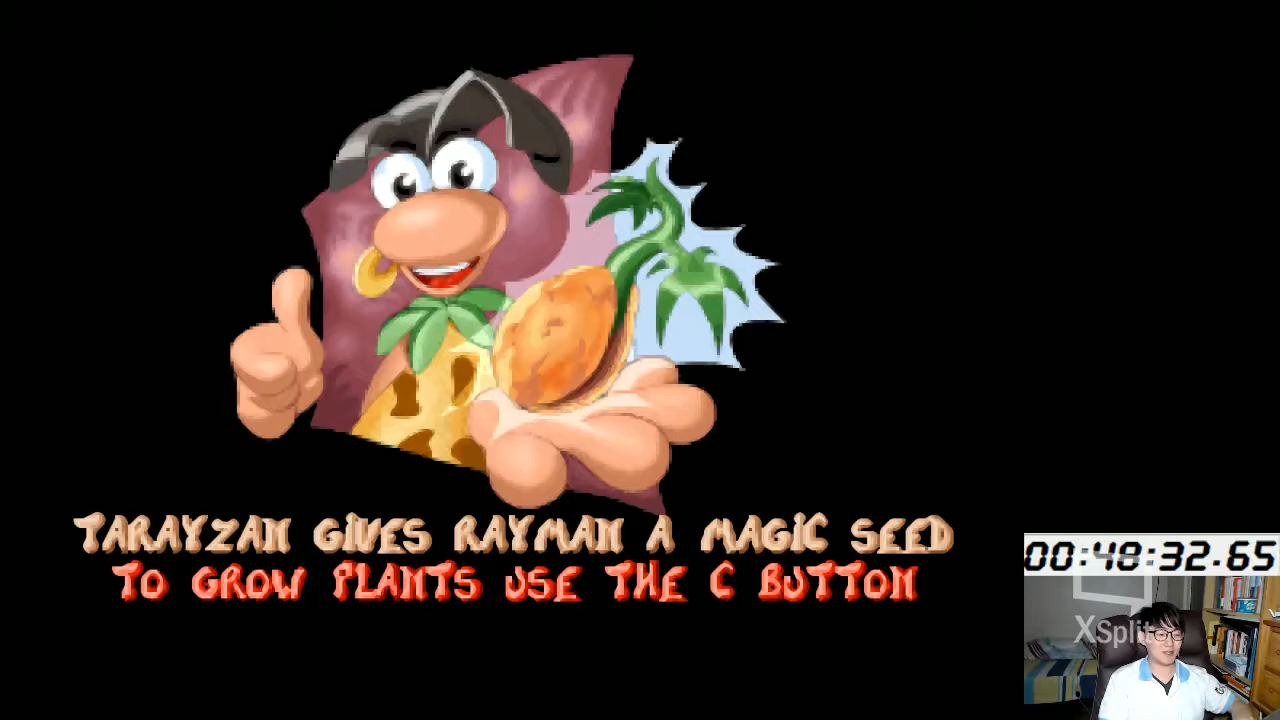 TARAYZAN GIVES RAYMAN A MAGIC SEED
TO GROW PLANTS USE THE C BUTTON
00:48:32.65
XSplit